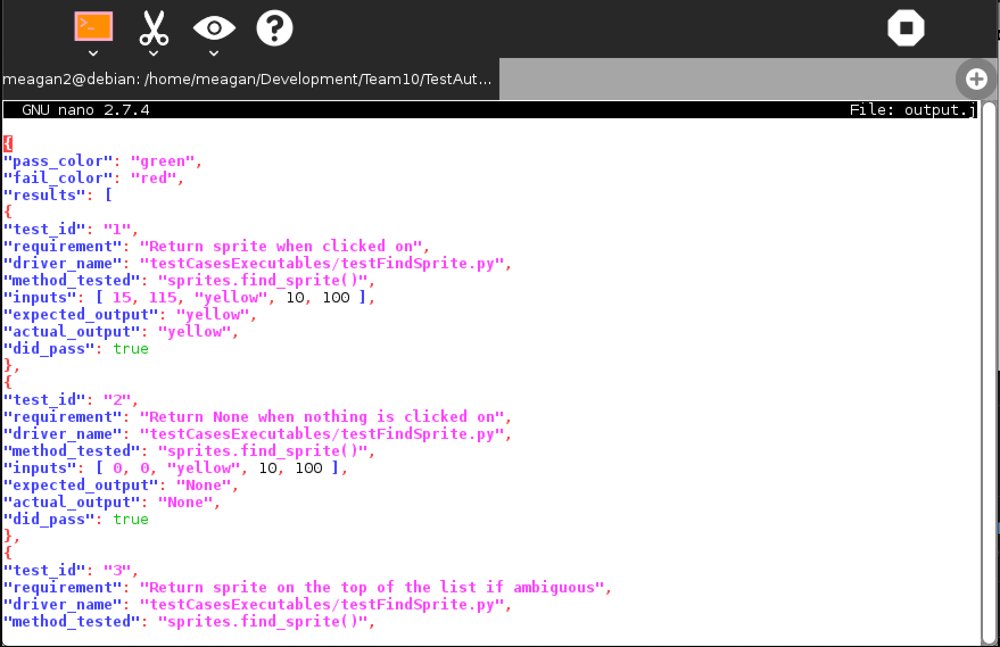 >_
?
meagan2@debian: /home/meagan/Development/Team10/TestAut...
GNU nano 2.7.4 File: output.j
{
"pass_color": "green",
"fail_color": "red",
"results": [
{
"test_id": "1",
"requirement": "Return sprite when clicked on",
"driver_name": "testCasesExecutables/testFindSprite.py",
"method_tested": "sprites.find_sprite()",
"inputs": [ 15, 115, "yellow", 10, 100 ],
"expected_output": "yellow",
"actual_output": "yellow",
"did_pass": true
},
{
"test_id": "2",
"requirement": "Return None when nothing is clicked on",
"driver_name": "testCasesExecutables/testFindSprite.py",
"method_tested": "sprites.find_sprite()",
"inputs": [ 0, 0, "yellow", 10, 100 ],
"expected_output": "None",
"actual_output": "None",
"did_pass": true
},
{
"test_id": "3",
"requirement": "Return sprite on the top of the list if ambiguous",
"driver_name": "testCasesExecutables/testFindSprite.py",
"method_tested": "sprites.find_sprite()",